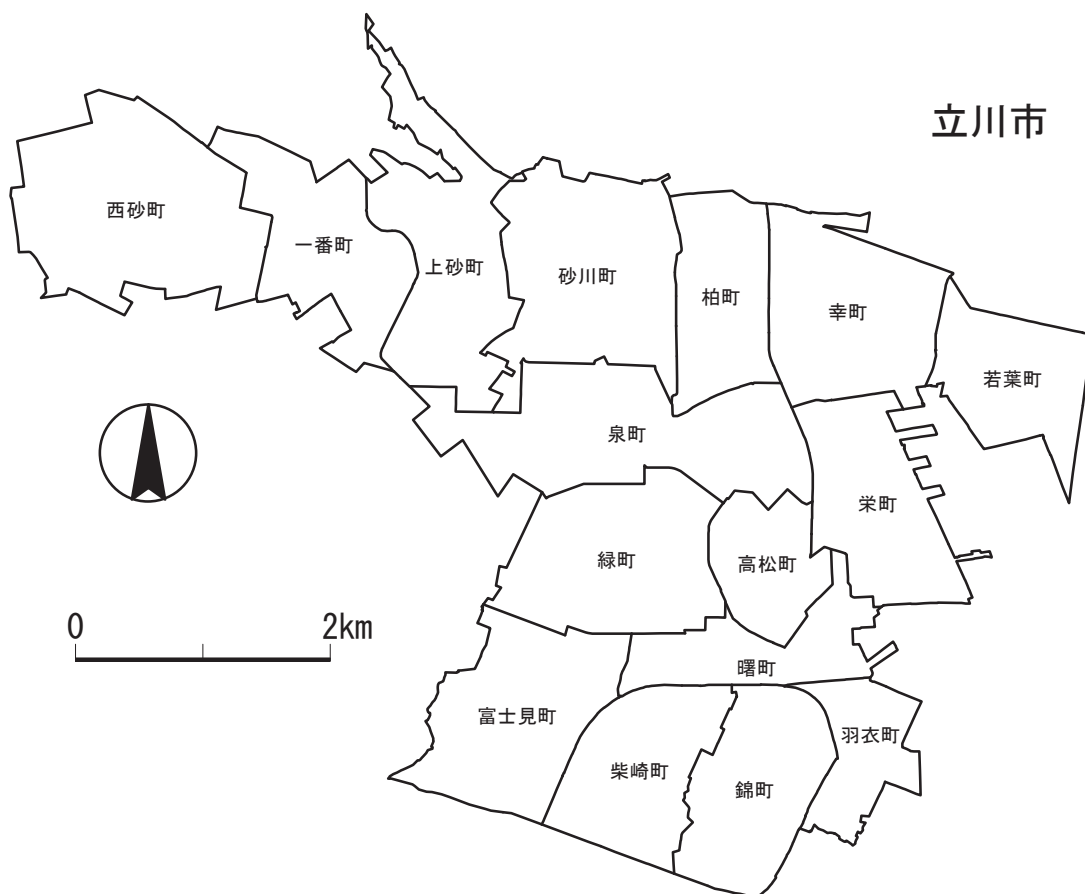 立川市
西砂町
一番町
上砂町
砂川町
柏町
幸町
若葉町
泉町
栄町
緑町
高松町
0 2km
曙町
富士見町
羽衣町
柴崎町
錦町